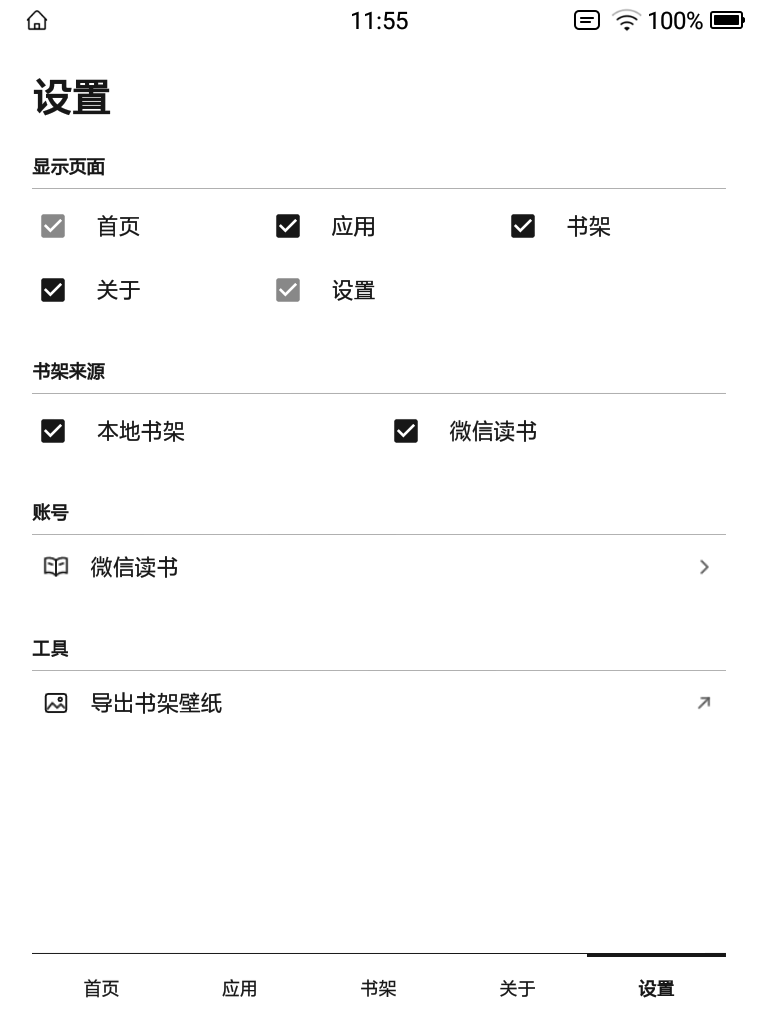 11:55 100%
设置
显示页面
首页 应用 书架
关于 设置
书架来源
本地书架 微信读书
账号
微信读书
工具
导出书架壁纸
首页 应用 书架 关于 设置